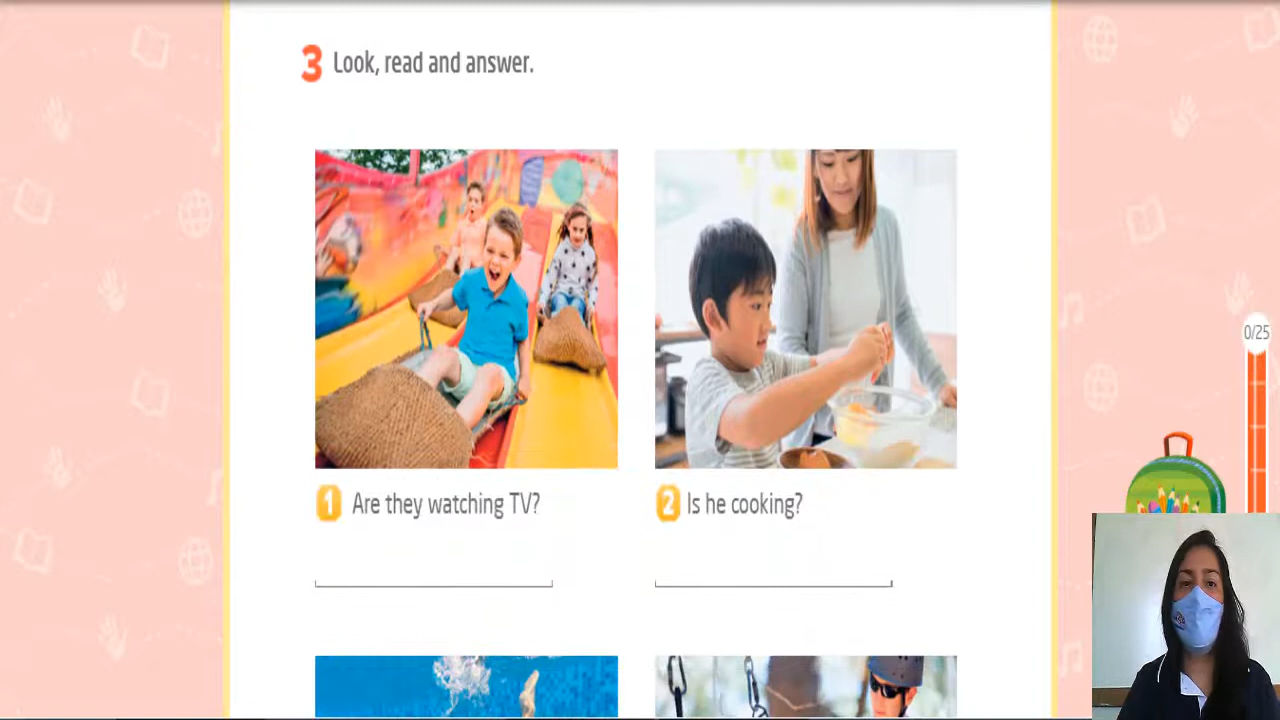 3 Look, read and answer.
1 Are they watching TV?
2 Is he cooking?
0/25